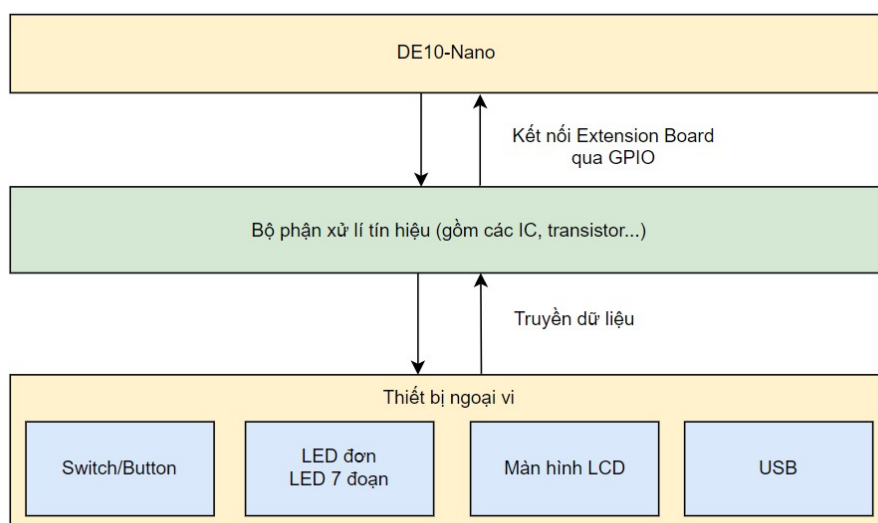 DE10-Nano
Kết nối Extension Board
qua GPIO
Bộ phận xử lí tín hiệu (gồm các IC, transistor...)
Truyền dữ liệu
Thiết bị ngoại vi
Switch/Button
LED đơn
LED 7 đoạn
Màn hình LCD
USB